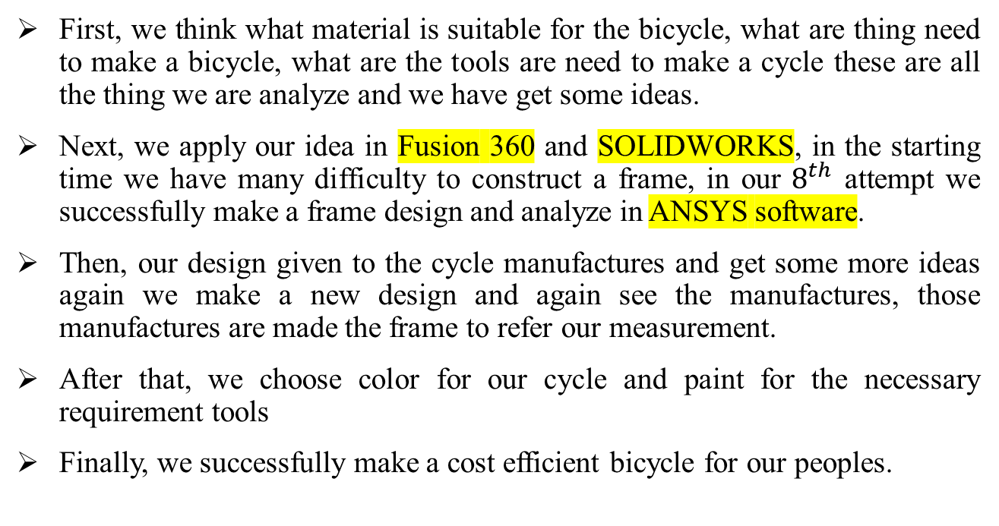 ➢ First, we think what material is suitable for the bicycle, what are thing need
to make a bicycle, what are the tools are need to make a cycle these are all
the thing we are analyze and we have get some ideas.
➢ Next, we apply our idea in Fusion 360 and SOLIDWORKS, in the starting
time we have many difficulty to construct a frame, in our 8th attempt we
successfully make a frame design and analyze in ANSYS software.
➢ Then, our design given to the cycle manufactures and get some more ideas
again we make a new design and again see the manufactures, those
manufactures are made the frame to refer our measurement.
➢ After that, we choose color for our cycle and paint for the necessary
requirement tools
➢ Finally, we successfully make a cost efficient bicycle for our peoples.